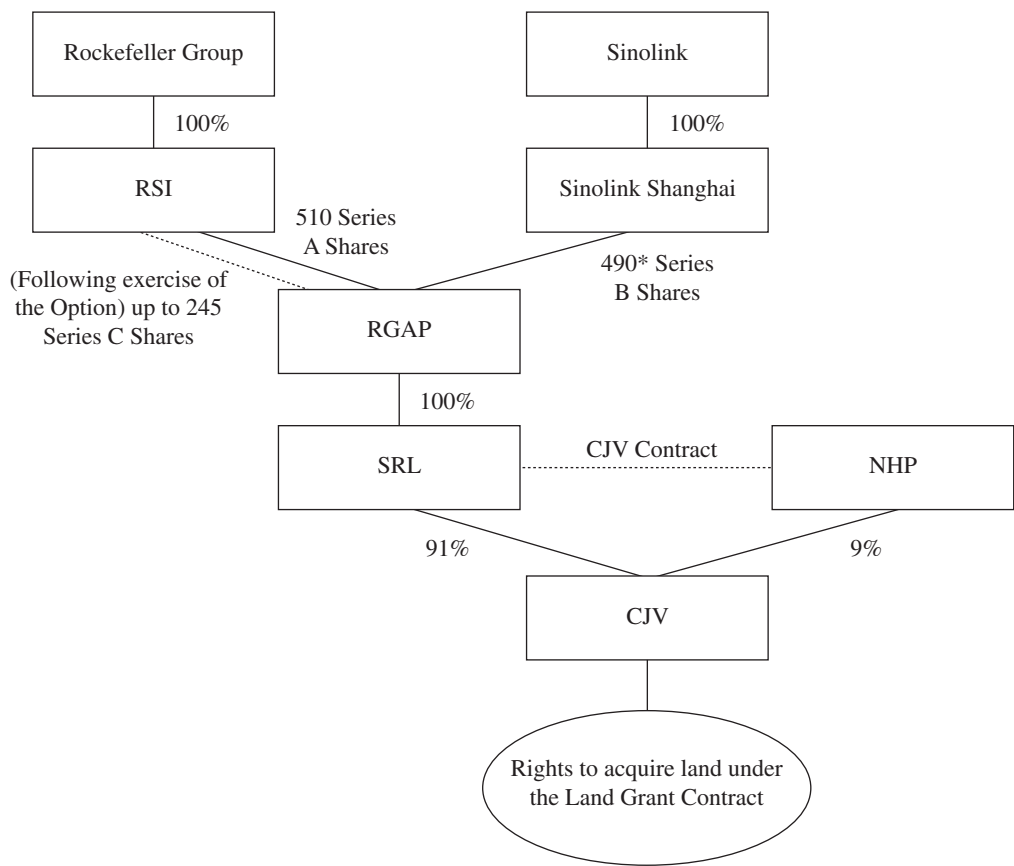 Rockefeller Group
Sinolink
100%
100%
RSI
Sinolink Shanghai
510 Series
A Shares
490* Series
B Shares
(Following exercise of
the Option) up to 245
Series C Shares
RGAP
100%
SRL
CJV Contract
NHP
91%
9%
CJV
Rights to acquire land under
the Land Grant Contract